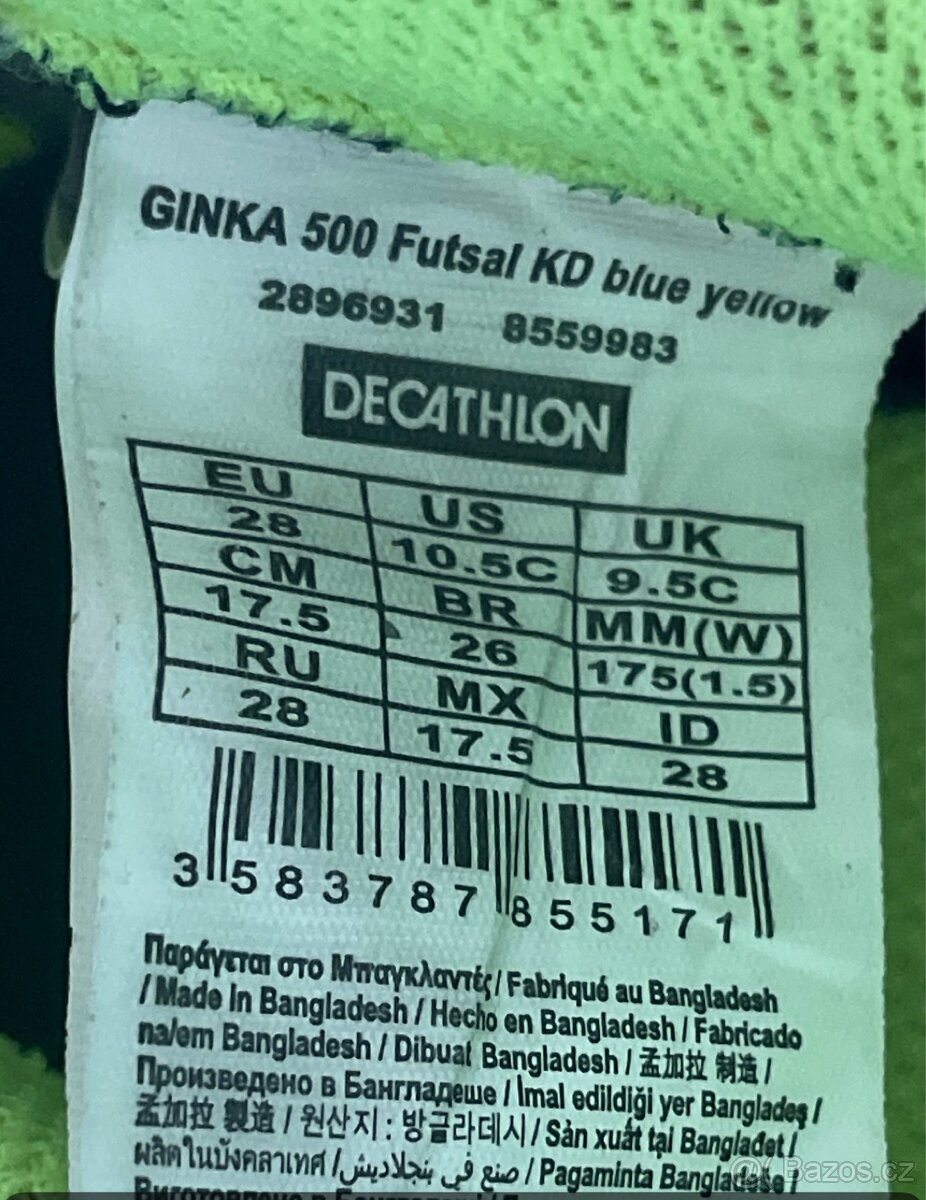 GINKA 500 Futsal KD blue yellow
2896931 8559983
DECATHLON
EU US UK
28 10.5C 9.5C
CM BR MM(W)
17.5 26 175(1.5)
RU MX ID
28 17.5 28
3 583787 855171
Παράγεται στο Μπαγκλαντές / Fabriqué au Bangladesh
/ Made in Bangladesh / Hecho en Bangladesh / Fabricado
na/em Bangladesh / Dibuat Bangladesh / 孟加拉 制造 /
Произведено в Бангладеше / İmal edildiği yer Bangladeş /
孟加拉 製造 / 원산지 : 방글라데시 / Sản xuất tại Bangladet /
ผลิตในบังคลาเทศ / صنع في بنجلاديش / Pagaminta Bangladeše /
Виготовлено в
Bazos.cz